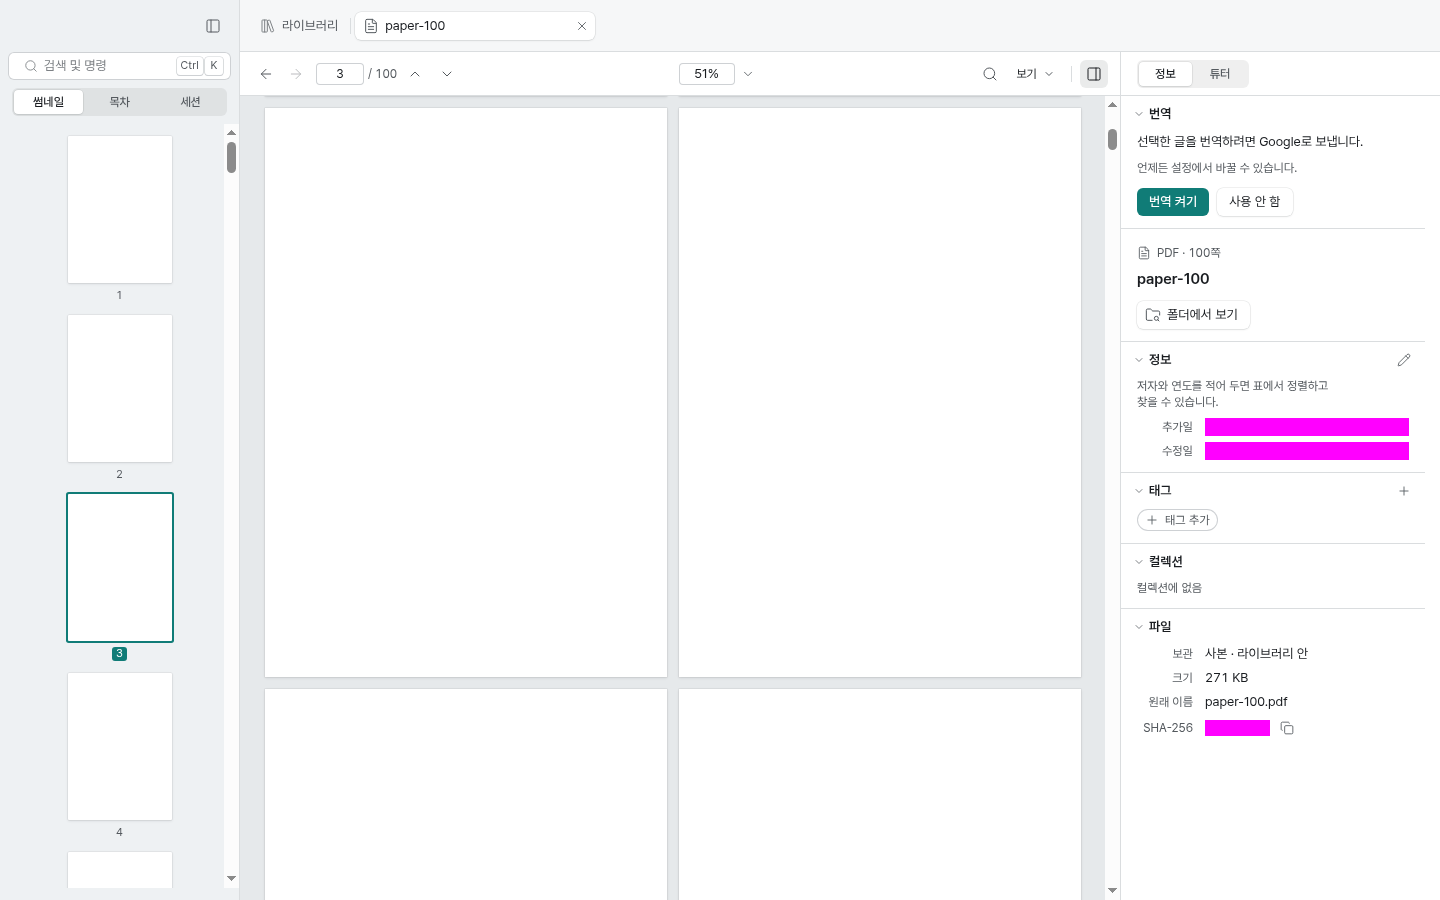 라이브러리
paper-100
검색 및 명령
Ctrl
K
썸네일
목차
세션
1
2
3
4
3 / 100
51%
보기
정보
튜터
번역
선택한 글을 번역하려면 Google로 보냅니다.
언제든 설정에서 바꿀 수 있습니다.
번역 켜기
사용 안 함
PDF · 100쪽
paper-100
폴더에서 보기
정보
저자와 연도를 적어 두면 표에서 정렬하고
찾을 수 있습니다.
추가일
수정일
태그
태그 추가
컬렉션
컬렉션에 없음
파일
보관 사본 · 라이브러리 안
크기 271 KB
원래 이름 paper-100.pdf
SHA-256